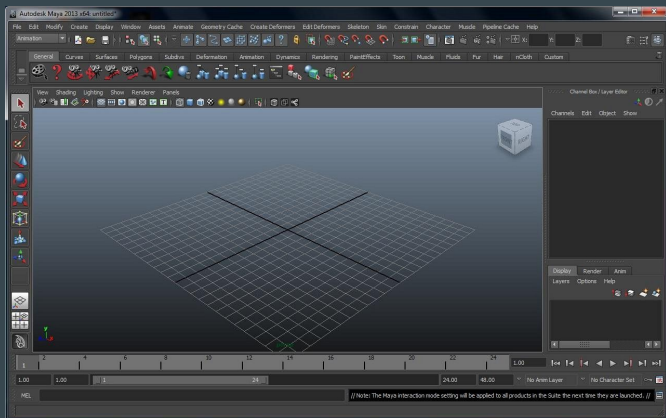 Autodesk Maya 2013 x64: untitled*
File Edit Modify Create Display Window Assets Animate Geometry Cache Create Deformers Edit Deformers Skeleton Skin Constrain Character Muscle Pipeline Cache Help
Animation X: Y: Z:
General Curves Surfaces Polygons Subdivs Deformation Animation Dynamics Rendering PaintEffects Toon Muscle Fluids Fur Hair nCloth Custom
View Shading Lighting Show Renderer Panels
Channel Box / Layer Editor
Channels Edit Object Show
Display Render Anim
Layers Options Help
y
2 4 6 8 10 12 14 16 18 20 22 24
1 1.00
1.00 1.00 1 24 24.00 48.00 No Anim Layer No Character Set
MEL // Note: The Maya interaction mode setting will be applied to all products in the Suite the next time they are launched. //